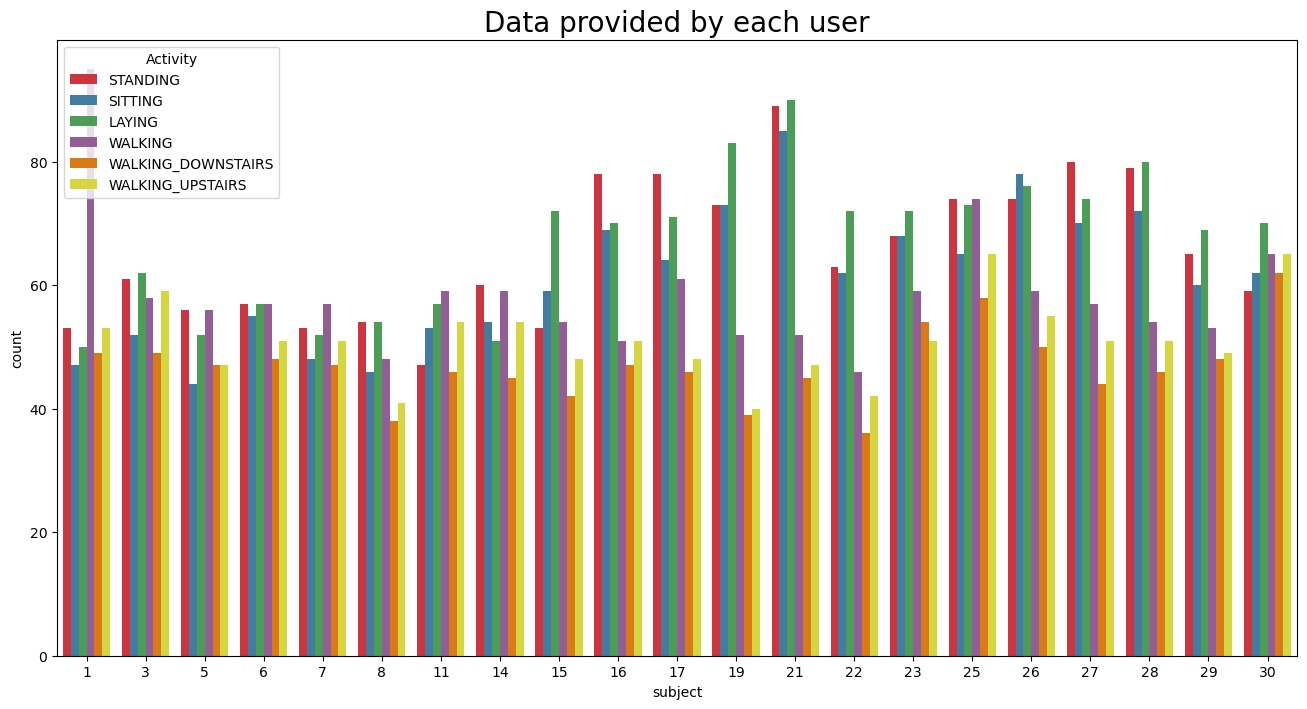 Data provided by each user
Activity
STANDING
SITTING
LAYING
WALKING
WALKING_DOWNSTAIRS
WALKING_UPSTAIRS
count
80
60
40
20
0
1 3 5 6 7 8 11 14 15 16 17 19 21 22 23 25 26 27 28 29 30
subject